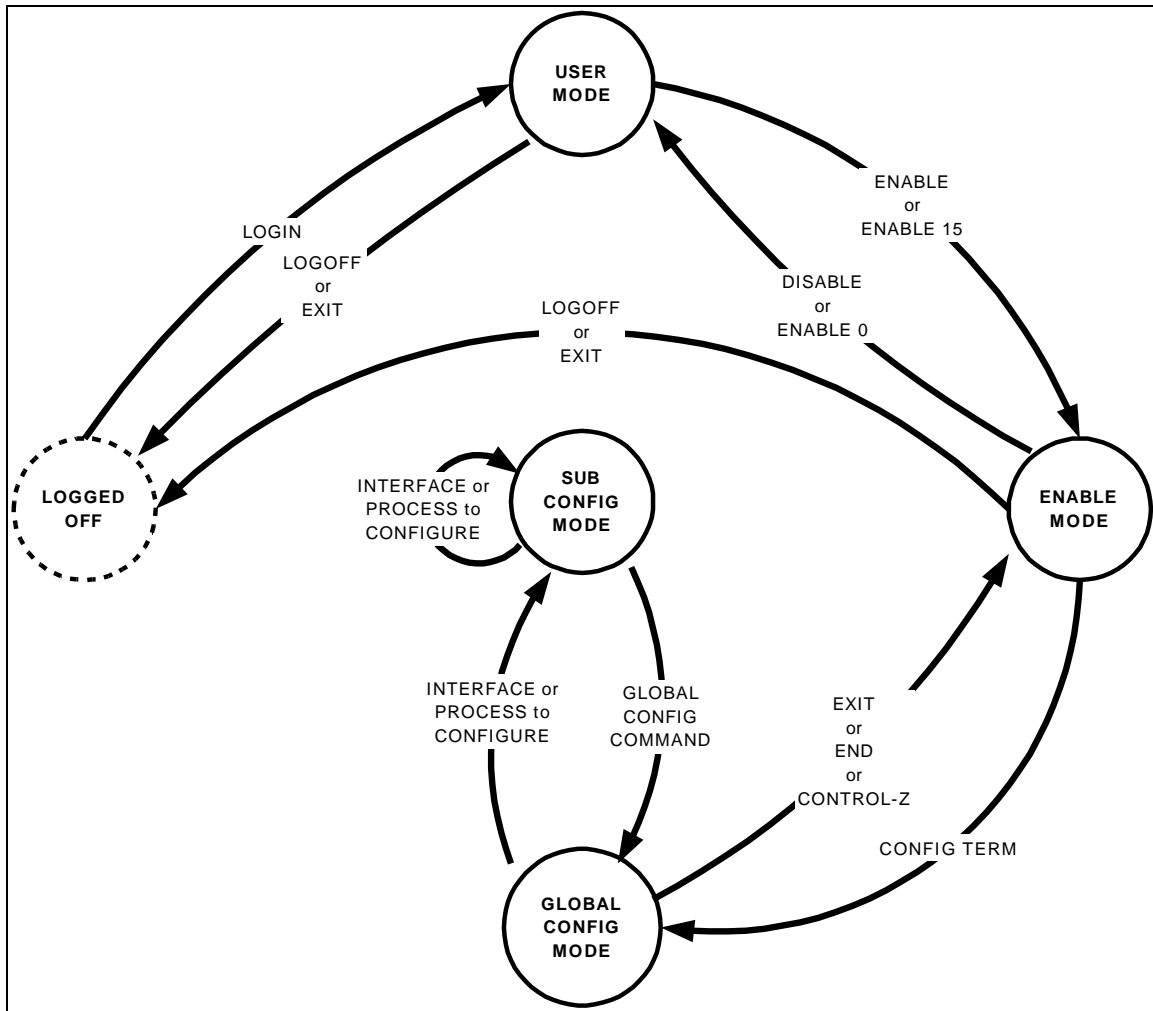 USER
MODE
ENABLE
or
ENABLE 15
LOGIN
LOGOFF
or
EXIT
DISABLE
or
ENABLE 0
LOGOFF
or
EXIT
LOGGED
OFF
INTERFACE or
PROCESS to
CONFIGURE
SUB
CONFIG
MODE
ENABLE
MODE
INTERFACE or
PROCESS to
CONFIGURE
GLOBAL
CONFIG
COMMAND
EXIT
or
END
or
CONTROL-Z
CONFIG TERM
GLOBAL
CONFIG
MODE